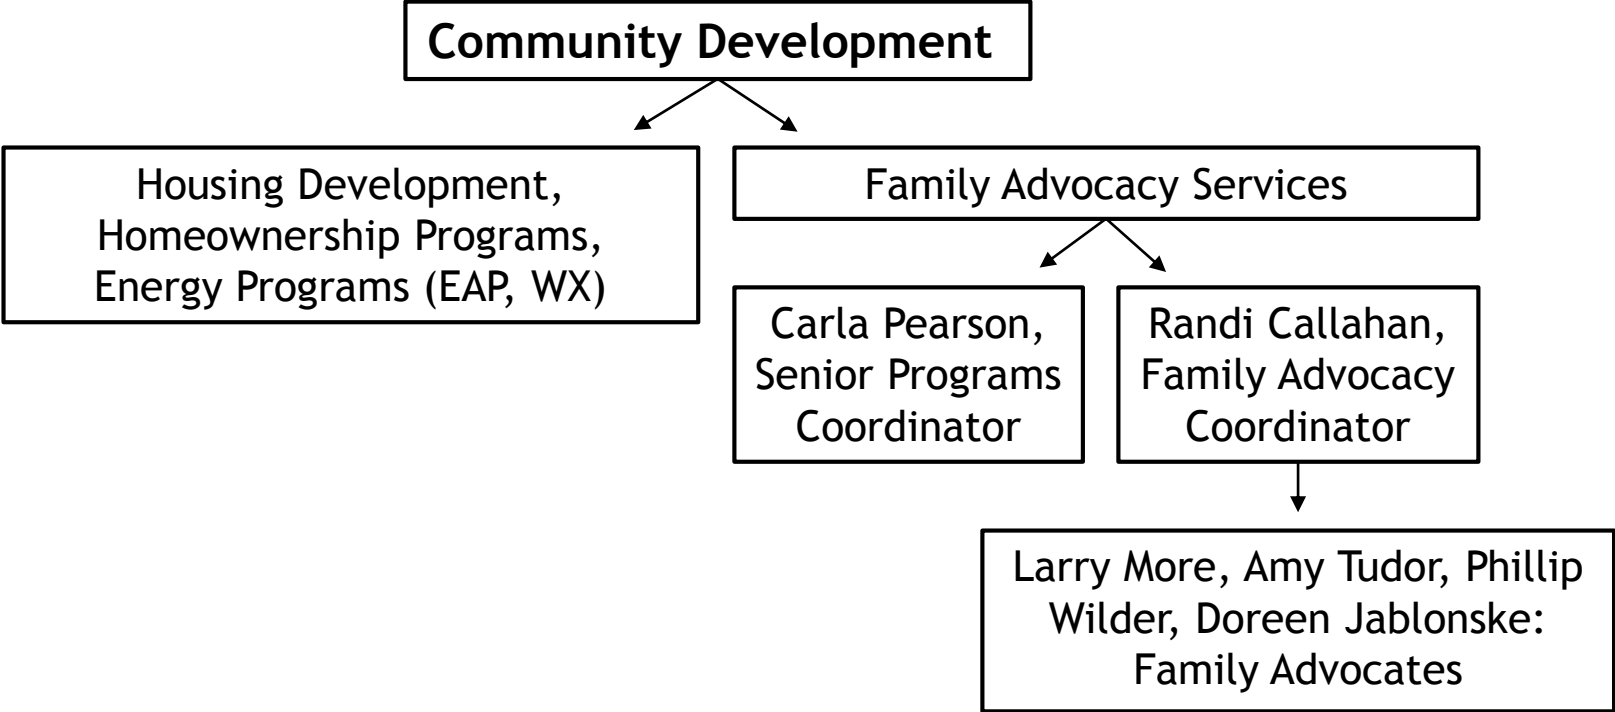 Community Development
Housing Development,
Homeownership Programs,
Energy Programs (EAP, WX)
Family Advocacy Services
Carla Pearson,
Senior Programs
Coordinator
Randi Callahan,
Family Advocacy
Coordinator
Larry More, Amy Tudor, Phillip
Wilder, Doreen Jablonske:
Family Advocates